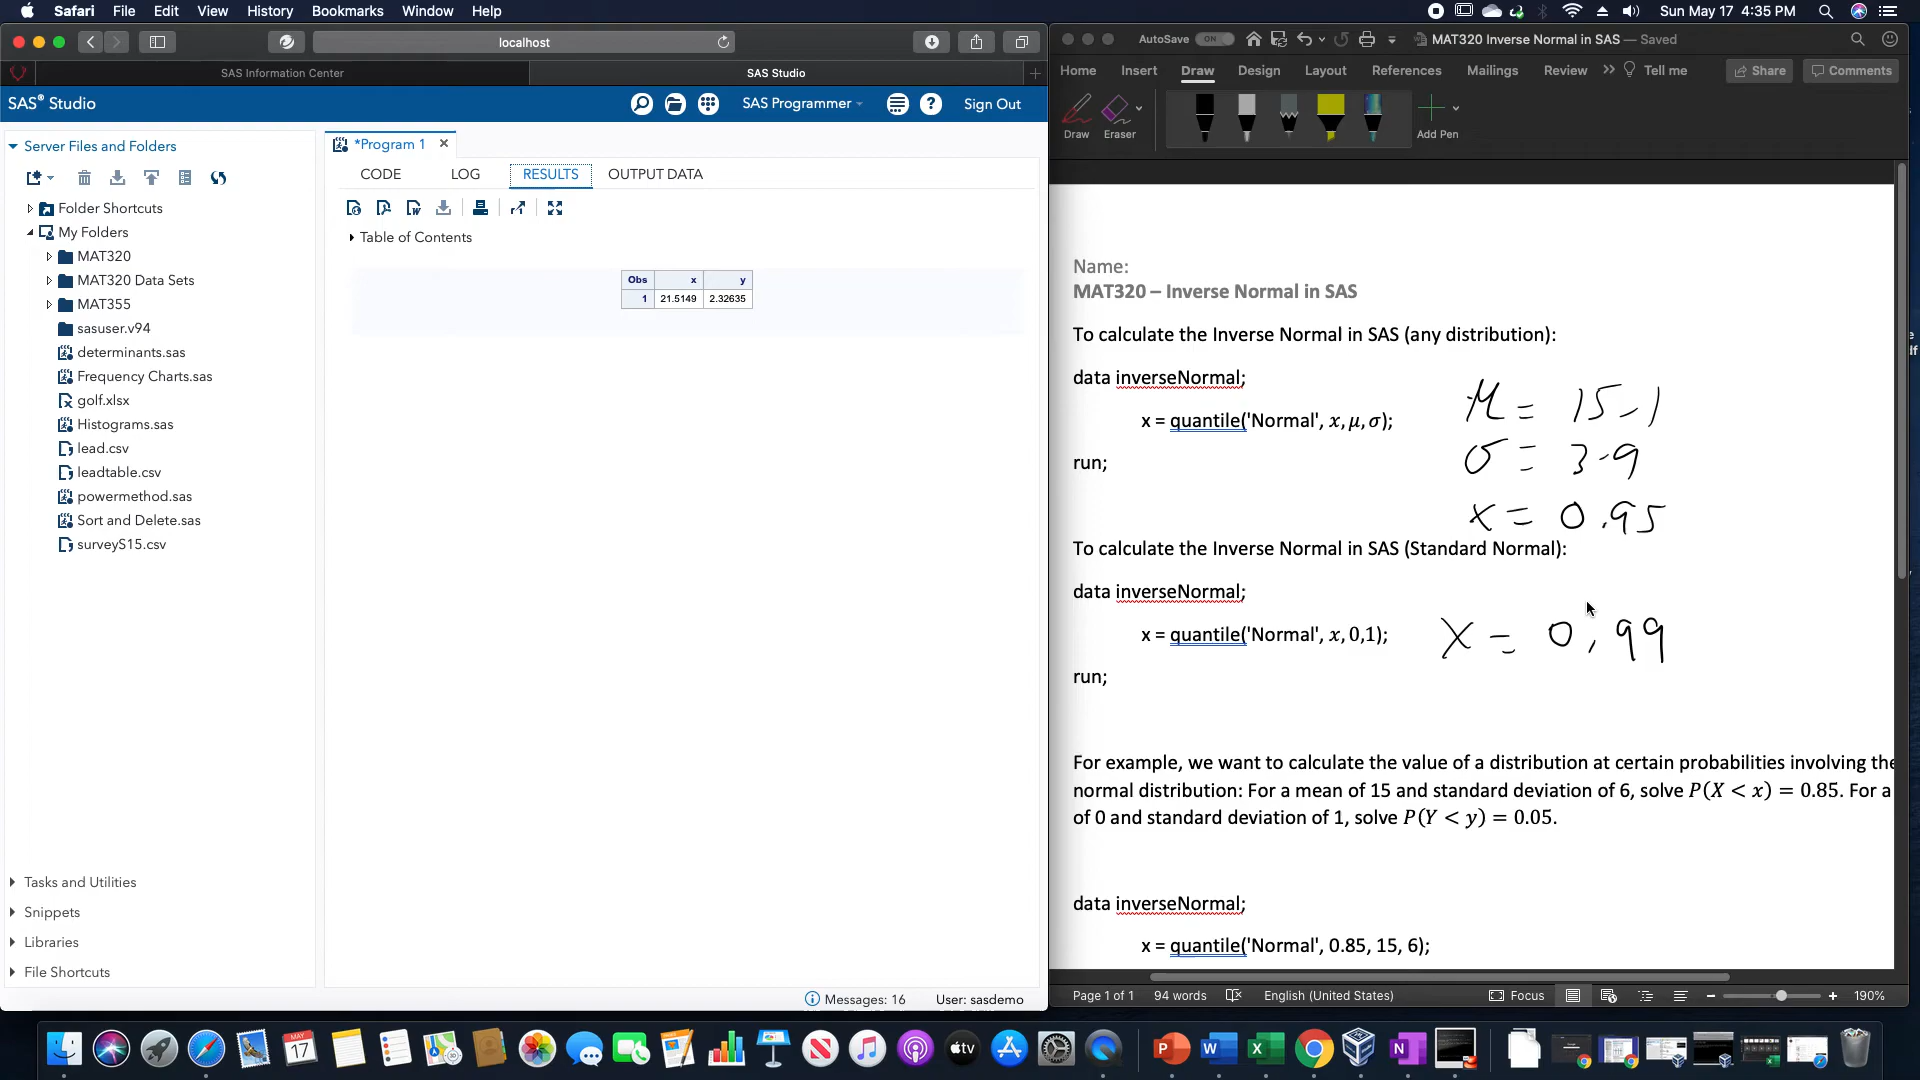 Safari File Edit View History Bookmarks Window Help
Sun May 17 4:35 PM
localhost
SAS Information Center
SAS Studio
SAS® Studio
SAS Programmer
Sign Out
Server Files and Folders
Folder Shortcuts
My Folders
MAT320
MAT320 Data Sets
MAT355
sasuser.v94
determinants.sas
Frequency Charts.sas
golf.xlsx
Histograms.sas
lead.csv
leadtable.csv
powermethod.sas
Sort and Delete.sas
surveyS15.csv
Tasks and Utilities
Snippets
Libraries
File Shortcuts
*Program 1
CODE LOG RESULTS OUTPUT DATA
Table of Contents
Obs x y
1 21.5149 2.32635
Messages: 16 User: sasdemo
AutoSave ON MAT320 Inverse Normal in SAS — Saved
Home Insert Draw Design Layout References Mailings Review Tell me Share Comments
Draw Eraser Add Pen
Name:
MAT320 – Inverse Normal in SAS
To calculate the Inverse Normal in SAS (any distribution):
data inverseNormal;
x = quantile('Normal', x, μ, σ);
run;
μ = 15.1
σ = 3.9
x = 0.95
To calculate the Inverse Normal in SAS (Standard Normal):
data inverseNormal;
x = quantile('Normal', x, 0,1);
run;
x = 0.99
For example, we want to calculate the value of a distribution at certain probabilities involving the
normal distribution: For a mean of 15 and standard deviation of 6, solve P(X < x) = 0.85. For a
of 0 and standard deviation of 1, solve P(Y < y) = 0.05.
data inverseNormal;
x = quantile('Normal', 0.85, 15, 6);
Page 1 of 1 94 words English (United States) Focus 190%
MAY
17
tv